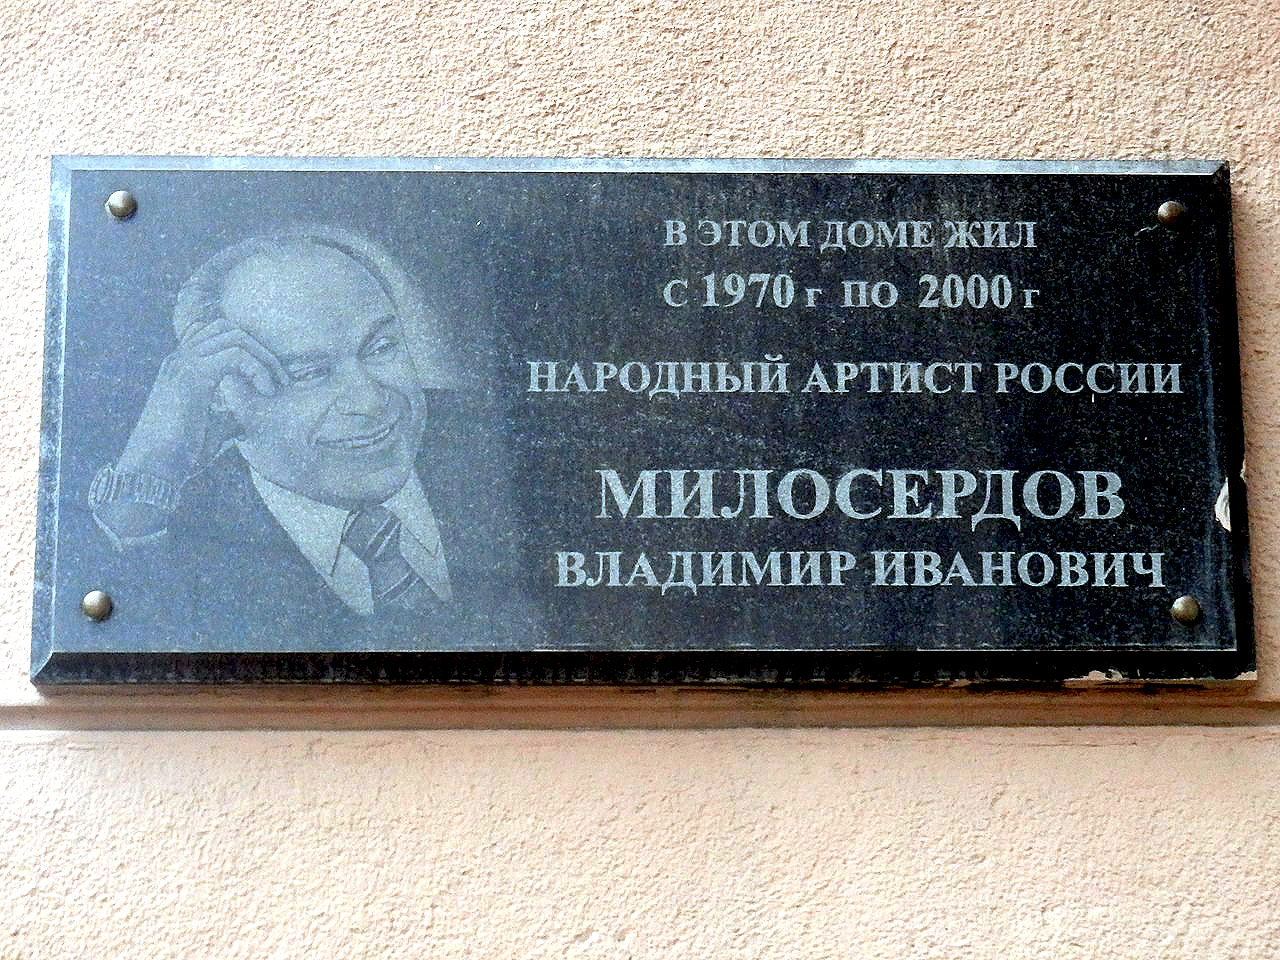 В ЭТОМ ДОМЕ ЖИЛ
С 1970 г ПО 2000 г
НАРОДНЫЙ АРТИСТ РОССИИ
МИЛОСЕРДОВ
ВЛАДИМИР ИВАНОВИЧ